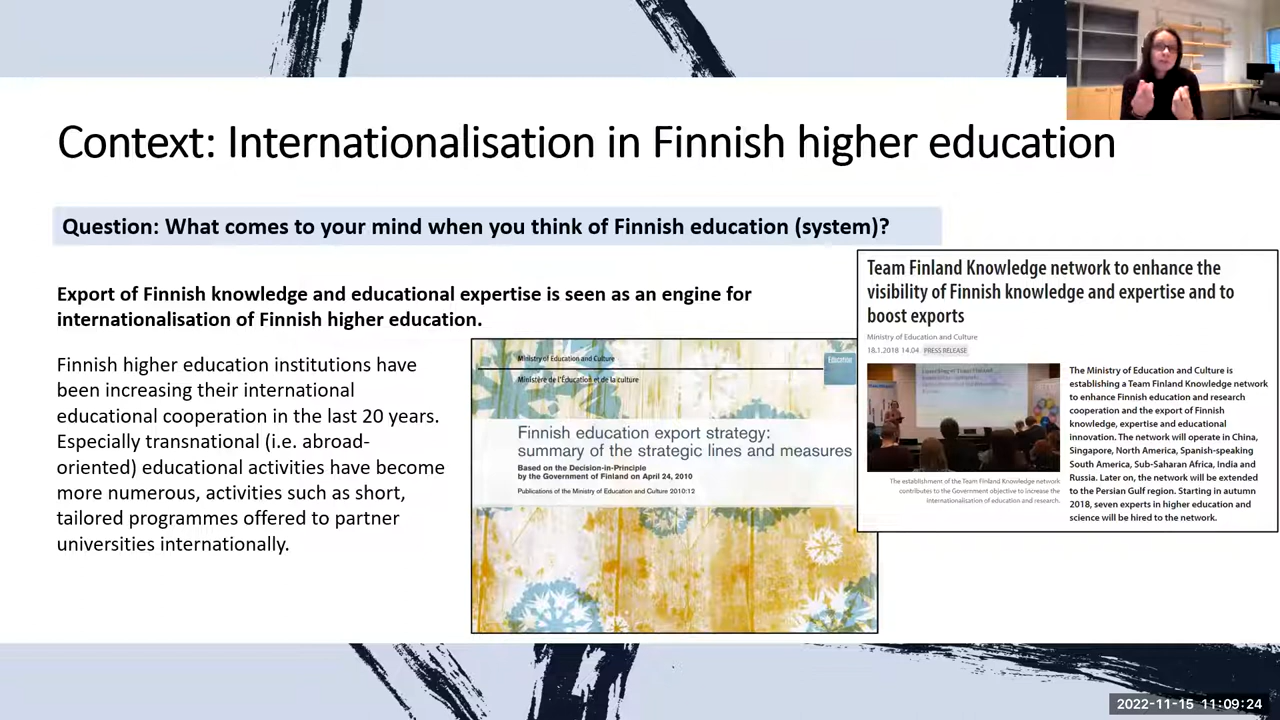 Context: Internationalisation in Finnish higher education
Question: What comes to your mind when you think of Finnish education (system)?
Export of Finnish knowledge and educational expertise is seen as an engine for
internationalisation of Finnish higher education.
Finnish higher education institutions have
been increasing their international
educational cooperation in the last 20 years.
Especially transnational (i.e. abroad-
oriented) educational activities have become
more numerous, activities such as short,
tailored programmes offered to partner
universities internationally.
Ministry of Education and Culture
Ministère de l'Éducation et de la culture
Education
Finnish education export strategy:
summary of the strategic lines and measures
Based on the Decision-in-Principle
by the Government of Finland on April 24, 2010
Publications of the Ministry of Education and Culture 2010:12
Team Finland Knowledge network to enhance the
visibility of Finnish knowledge and expertise and to
boost exports
Ministry of Education and Culture
18.1.2018 14.04 PRESS RELEASE
The establishment of the Team Finland Knowledge network
contributes to the Government objective to increase the
internationalisation of education and research.
The Ministry of Education and Culture is
establishing a Team Finland Knowledge network
to enhance Finnish education and research
cooperation and the export of Finnish
knowledge, expertise and educational
innovation. The network will operate in China,
Singapore, North America, Spanish-speaking
South America, Sub-Saharan Africa, India and
Russia. Later on, the network will be extended
to the Persian Gulf region. Starting in autumn
2018, seven experts in higher education and
science will be hired to the network.
2022-11-15 11:09:24